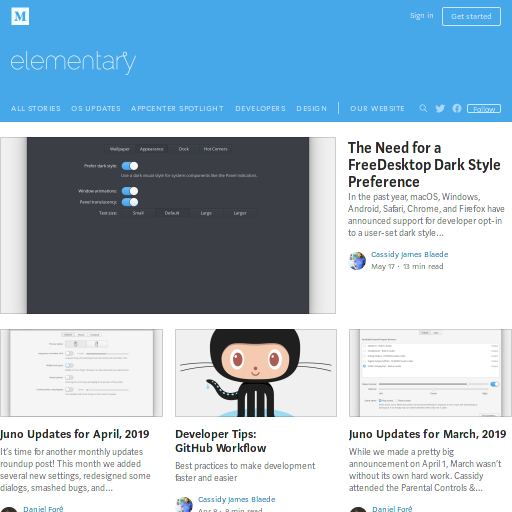 M
Sign in
Get started
elementary
ALL STORIES OS UPDATES APPCENTER SPOTLIGHT DEVELOPERS DESIGN OUR WEBSITE Follow
Wallpaper Appearance Dock Hot Corners
Prefer dark style:
Use a dark visual style for system components like the Panel indicators.
Window animations:
Panel translucency:
Text size: Small Default Large Larger
The Need for a
FreeDesktop Dark Style
Preference
In the past year, macOS, Windows,
Android, Safari, Chrome, and Firefox have
announced support for developer opt-in
to a user-set dark style…
Cassidy James Blaede
May 17 · 13 min read
Juno Updates for April, 2019
It's time for another monthly updates
roundup post! This month we added
several new settings, redesigned some
dialogs, smashed bugs, and…
Daniel Foré
Developer Tips:
GitHub Workflow
Best practices to make development
faster and easier
Cassidy James Blaede
Apr 8 · 8 min read
Juno Updates for March, 2019
While we made a pretty big
announcement on April 1, March wasn't
without its own hard work. Cassidy
attended the Parental Controls &…
Daniel Foré